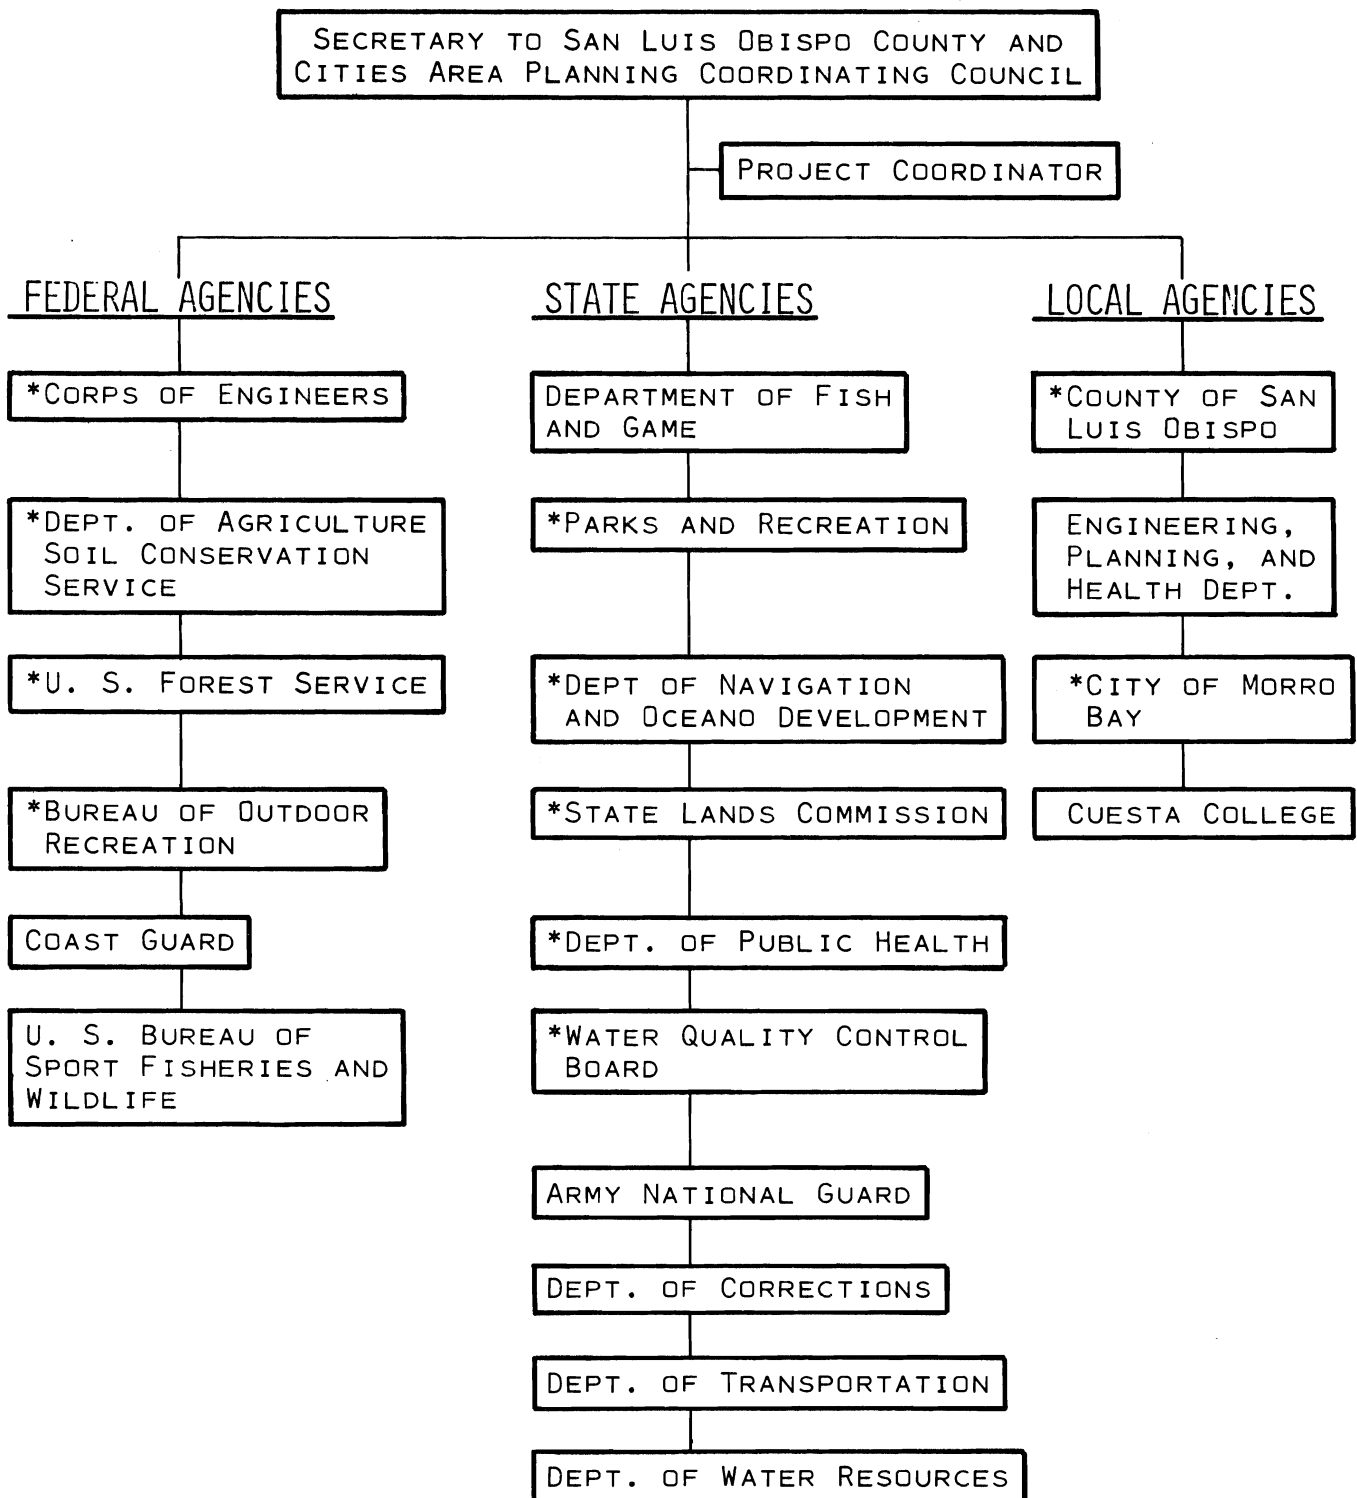 SECRETARY TO SAN LUIS OBISPO COUNTY AND
CITIES AREA PLANNING COORDINATING COUNCIL
PROJECT COORDINATOR
FEDERAL AGENCIES
*CORPS OF ENGINEERS
*DEPT. OF AGRICULTURE
SOIL CONSERVATION
SERVICE
*U. S. FOREST SERVICE
*BUREAU OF OUTDOOR
RECREATION
COAST GUARD
U. S. BUREAU OF
SPORT FISHERIES AND
WILDLIFE
STATE AGENCIES
DEPARTMENT OF FISH
AND GAME
*PARKS AND RECREATION
*DEPT OF NAVIGATION
AND OCEANO DEVELOPMENT
*STATE LANDS COMMISSION
*DEPT. OF PUBLIC HEALTH
*WATER QUALITY CONTROL
BOARD
ARMY NATIONAL GUARD
DEPT. OF CORRECTIONS
DEPT. OF TRANSPORTATION
DEPT. OF WATER RESOURCES
LOCAL AGENCIES
*COUNTY OF SAN
LUIS OBISPO
ENGINEERING,
PLANNING, AND
HEALTH DEPT.
*CITY OF MORRO
BAY
CUESTA COLLEGE